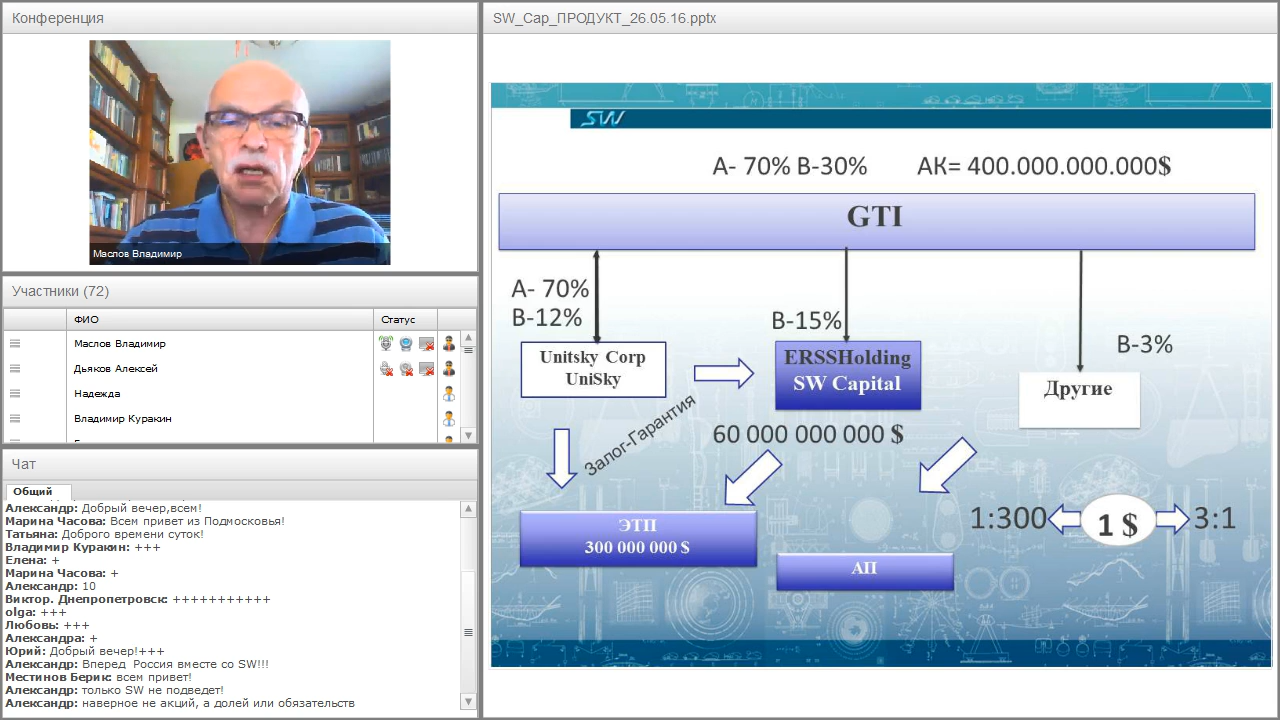 Конференция
Маслов Владимир
Участники (72)
ФИО
Статус
Маслов Владимир
Дьяков Алексей
Надежда
Владимир Куракин
Чат
Общий
Александр: Добрый вечер,всем!
Марина Часова: Всем привет из Подмосковья!
Татьяна: Доброго времени суток!
Владимир Куракин: +++
Елена: +
Марина Часова: +
Александр: 10
Виктор. Днепропетровск: +++++++++++
olga: +++
Любовь: +++
Александра: +
Юрий: Добрый вечер!+++
Александр: Вперед Россия вместе со SW!!!
Местинов Берик: всем привет!
Александр: только SW не подведет!
Александр: наверное не акций, а долей или обязательств
SW_Cap_ПРОДУКТ_26.05.16.pptx
SW
А- 70% В-30%
АК= 400.000.000.000$
GTI
А- 70%
В-12%
В-15%
В-3%
Unitsky Corp
UniSky
ERSSHolding
SW Capital
Другие
Залог-Гарантия
60 000 000 000 $
ЭТП
300 000 000 $
АП
1:300
1 $
3:1